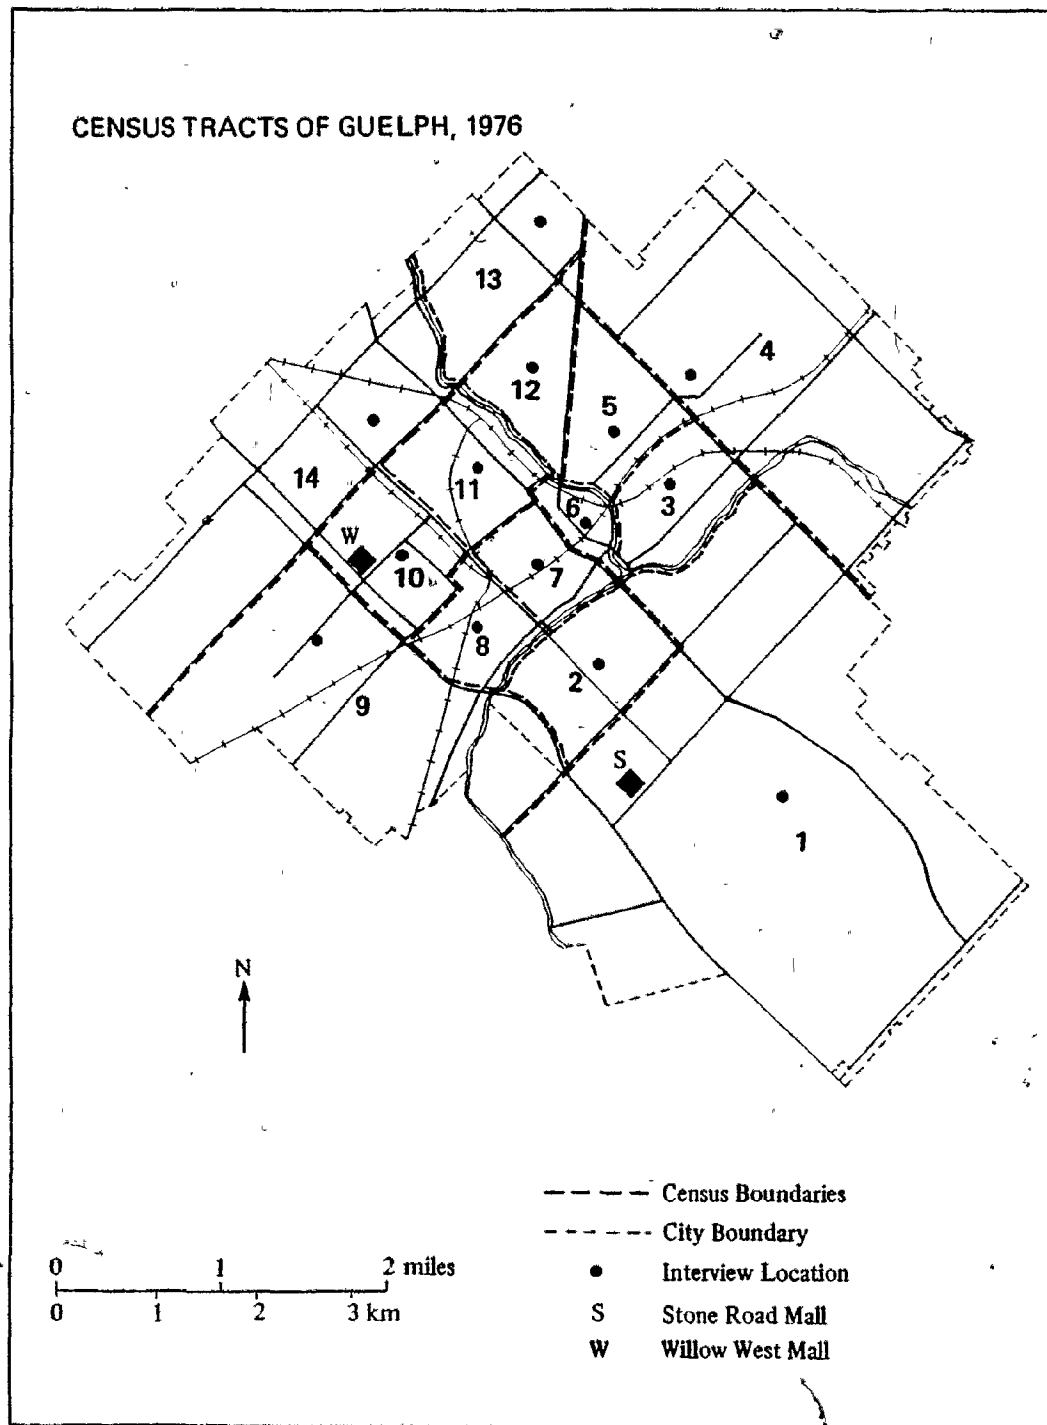 CENSUS TRACTS OF GUELPH, 1976
13
4
12
5
14
11
3
6
W
10
7
8
2
9
S
1
N
Census Boundaries
City Boundary
0 1 2 miles
Interview Location
0 1 2 3 km
S Stone Road Mall
W Willow West Mall